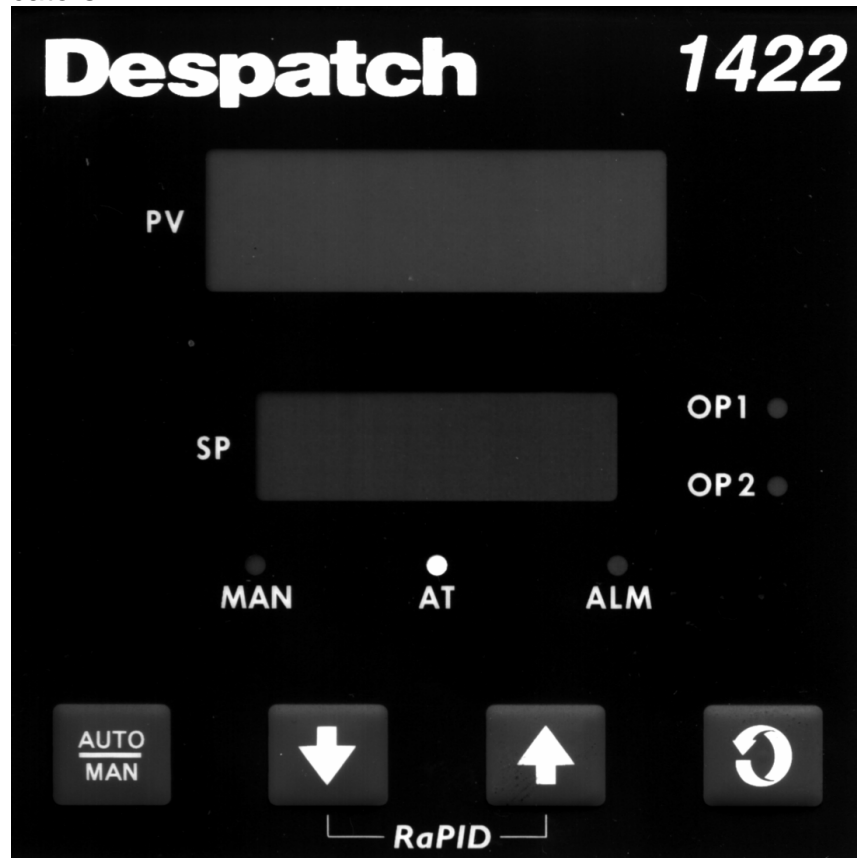 Despatch 1422
PV
SP
OP1
OP2
MAN AT ALM
AUTO
MAN
RaPID